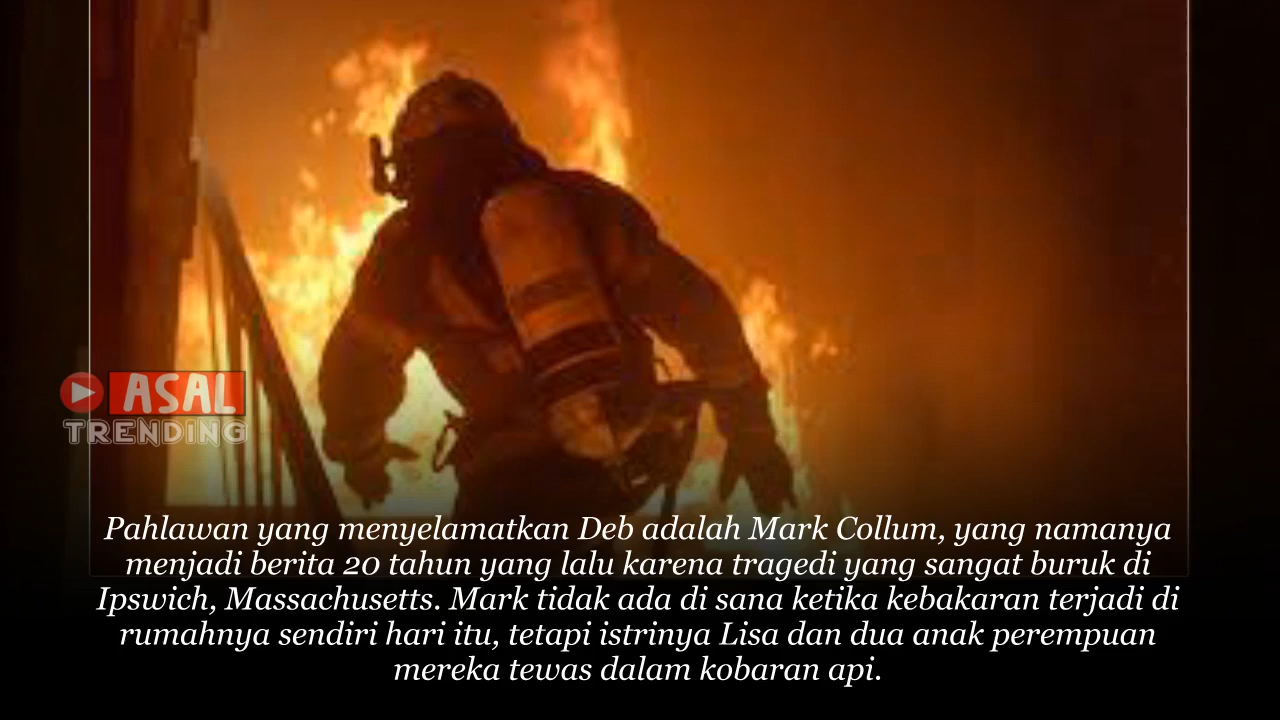 ASAL
TRENDING
Pahlawan yang menyelamatkan Deb adalah Mark Collum, yang namanya
menjadi berita 20 tahun yang lalu karena tragedi yang sangat buruk di
Ipswich, Massachusetts. Mark tidak ada di sana ketika kebakaran terjadi di
rumahnya sendiri hari itu, tetapi istrinya Lisa dan dua anak perempuan
mereka tewas dalam kobaran api.